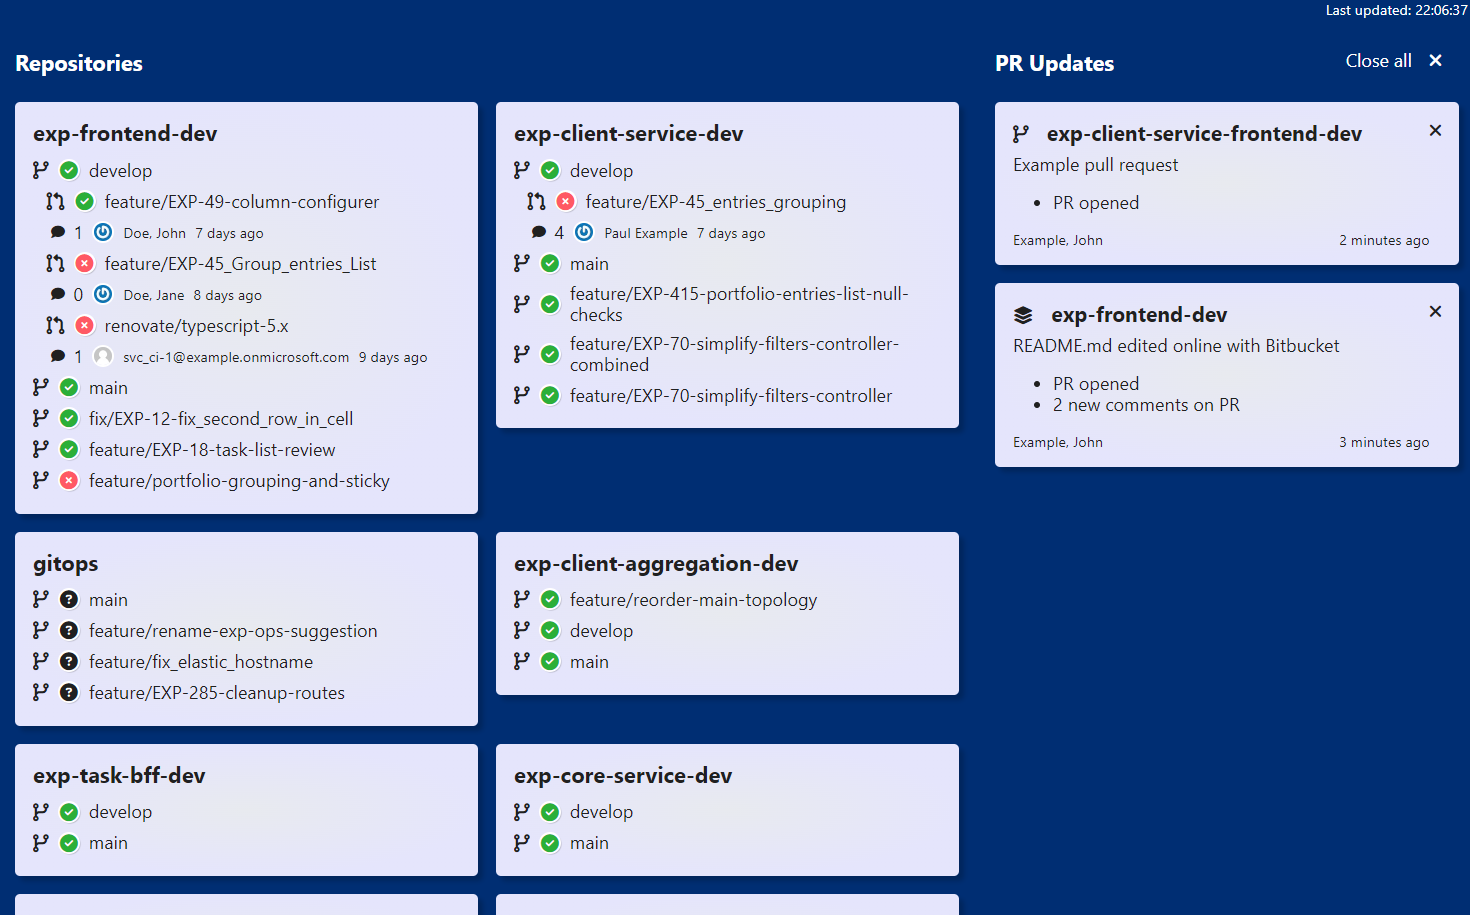 Last updated: 22:06:37
Repositories
exp-frontend-dev
develop
feature/EXP-49-column-configurer
1 Doe, John 7 days ago
feature/EXP-45_Group_entries_List
0 Doe, Jane 8 days ago
renovate/typescript-5.x
1 svc_ci-1@example.onmicrosoft.com 9 days ago
main
fix/EXP-12-fix_second_row_in_cell
feature/EXP-18-task-list-review
feature/portfolio-grouping-and-sticky
exp-client-service-dev
develop
feature/EXP-45_entries_grouping
4 Paul Example 7 days ago
main
feature/EXP-415-portfolio-entries-list-null-
checks
feature/EXP-70-simplify-filters-controller-
combined
feature/EXP-70-simplify-filters-controller
gitops
main
feature/rename-exp-ops-suggestion
feature/fix_elastic_hostname
feature/EXP-285-cleanup-routes
exp-client-aggregation-dev
feature/reorder-main-topology
develop
main
exp-task-bff-dev
develop
main
exp-core-service-dev
develop
main
PR Updates
Close all
exp-client-service-frontend-dev
Example pull request
PR opened
Example, John 2 minutes ago
exp-frontend-dev
README.md edited online with Bitbucket
PR opened
2 new comments on PR
Example, John 3 minutes ago